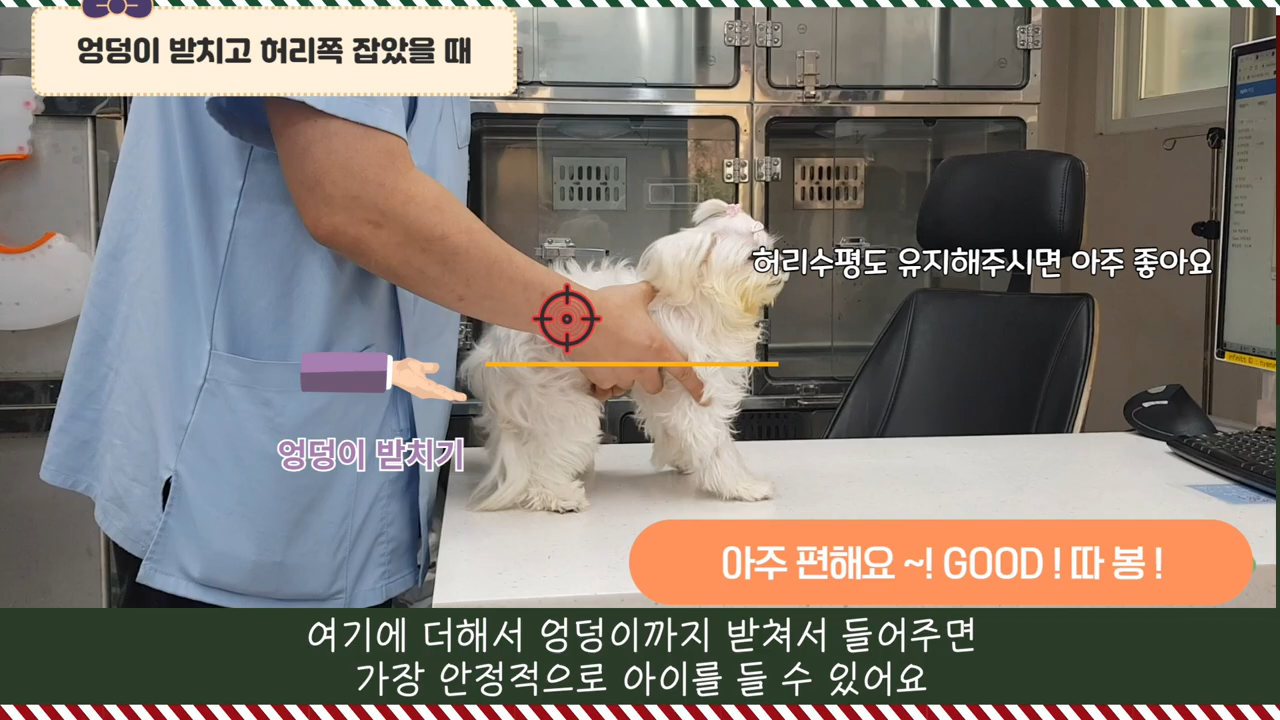 엉덩이 받치고 허리쪽 잡았을 때
허리수평도 유지해주시면 아주 좋아요
엉덩이 받치기
아주 편해요 ~! GOOD ! 따 봉 !
여기에 더해서 엉덩이까지 받쳐서 들어주면
가장 안정적으로 아이를 들 수 있어요